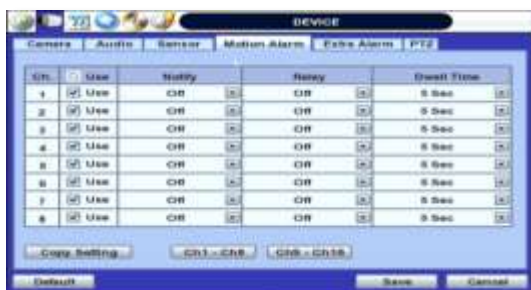 DEVICE
Camera Audio Sensor Motion Alarm Extra Alarm PTZ
Ch. Use Notify Relay Dwell Time
1 Use Off Off 5 Sec
2 Use Off Off 5 Sec
3 Use Off Off 5 Sec
4 Use Off Off 5 Sec
5 Use Off Off 5 Sec
6 Use Off Off 5 Sec
7 Use Off Off 5 Sec
8 Use Off Off 5 Sec
Copy Setting Ch1 - Ch8 Ch9 - Ch16
Default Save Cancel